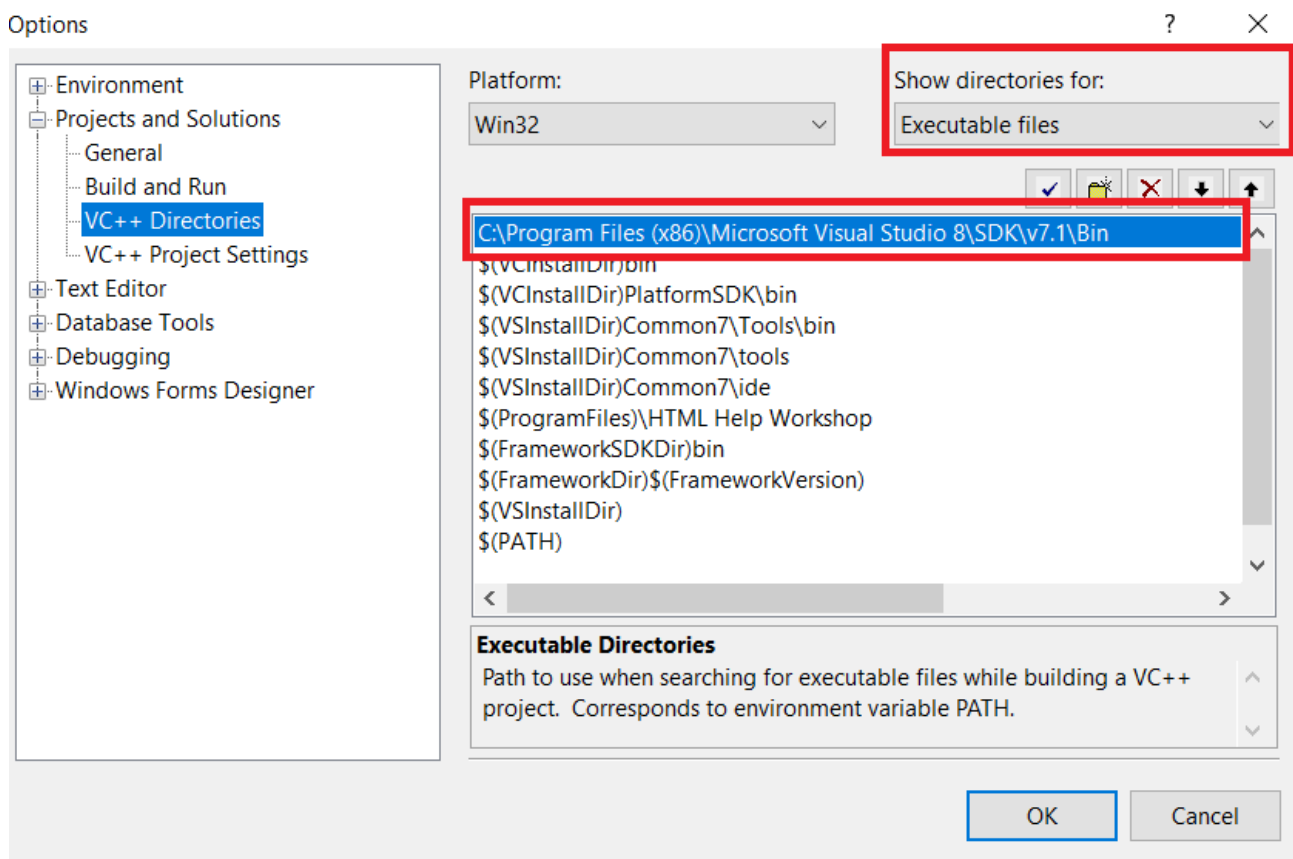 Options
?
Environment
Projects and Solutions
General
Build and Run
VC++ Directories
VC++ Project Settings
Text Editor
Database Tools
Debugging
Windows Forms Designer
Platform:
Win32
Show directories for:
Executable files
C:\Program Files (x86)\Microsoft Visual Studio 8\SDK\v7.1\Bin
$(VCInstallDir)bin
$(VCInstallDir)PlatformSDK\bin
$(VSInstallDir)Common7\Tools\bin
$(VSInstallDir)Common7\tools
$(VSInstallDir)Common7\ide
$(ProgramFiles)\HTML Help Workshop
$(FrameworkSDKDir)bin
$(FrameworkDir)$(FrameworkVersion)
$(VSInstallDir)
$(PATH)
Executable Directories
Path to use when searching for executable files while building a VC++
project. Corresponds to environment variable PATH.
OK
Cancel